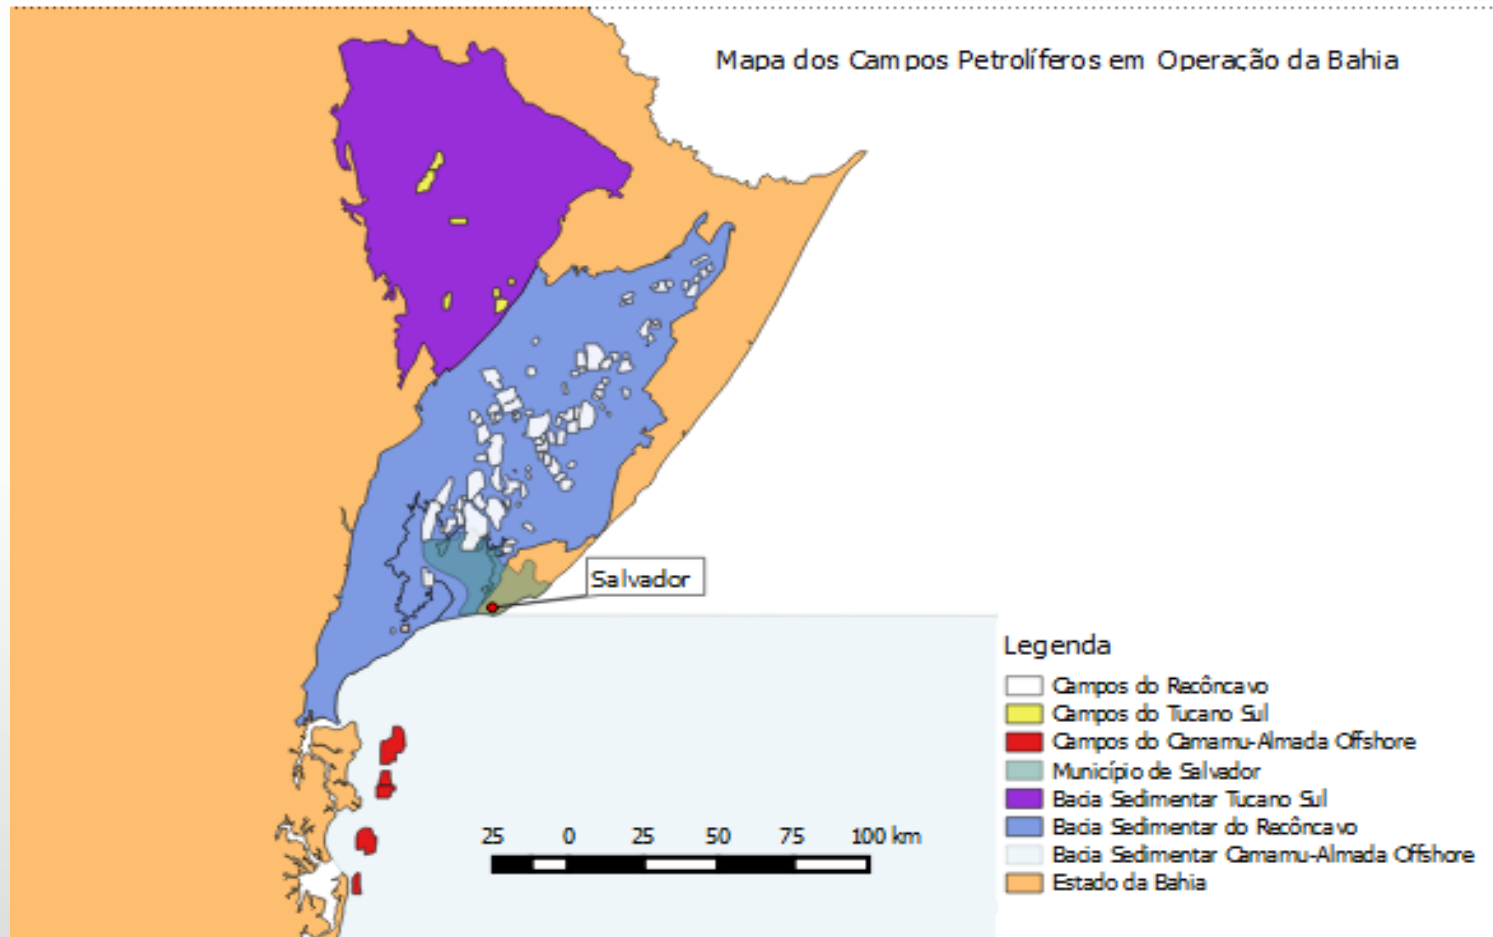 Mapa dos Campos Petrolíferos em Operação da Bahia
Salvador
Legenda
Campos do Recôncavo
Campos do Tucano Sul
Campos do Camamu-Almada Offshore
Município de Salvador
Bacia Sedimentar Tucano Sul
Bacia Sedimentar do Recôncavo
Bacia Sedimentar Camamu-Almada Offshore
Estado da Bahia
25 0 25 50 75 100 km